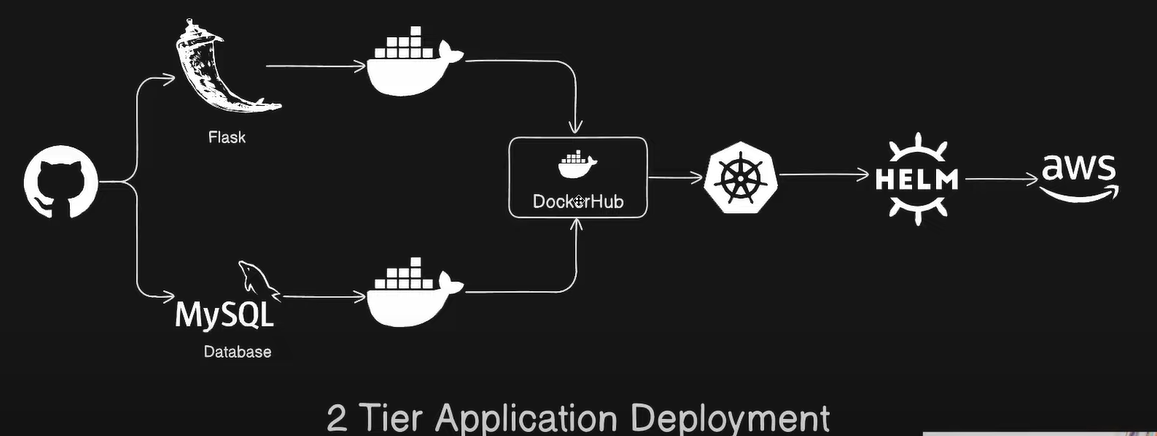 Flask
DockerHub
HELM
aws
MySQL
Database
2 Tier Application Deployment